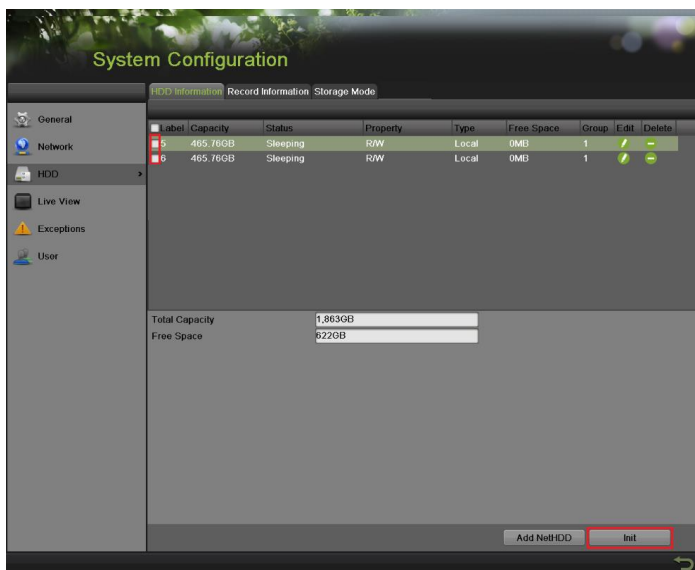 System Configuration
HDD Information Record Information Storage Mode
General
Network
HDD
Live View
Exceptions
User
Label Capacity Status Property Type Free Space Group Edit Delete
5 465.76GB Sleeping R/W Local 0MB 1
6 465.76GB Sleeping R/W Local 0MB 1
Total Capacity 1,863GB
Free Space 622GB
Add NetHDD Init